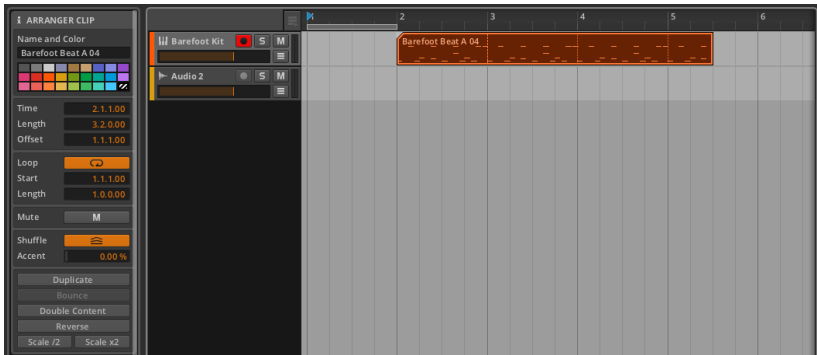 ARRANGER CLIP
Name and Color
Barefoot Beat A 04
Time 2.1.1.00
Length 3.2.0.00
Offset 1.1.1.00
Loop
Start 1.1.1.00
Length 1.0.0.00
Mute M
Shuffle
Accent 0.00 %
Duplicate
Bounce
Double Content
Reverse
Scale /2 Scale x2
2 3 4 5 6
Barefoot Kit S M
Barefoot Beat A 04
Audio 2 S M